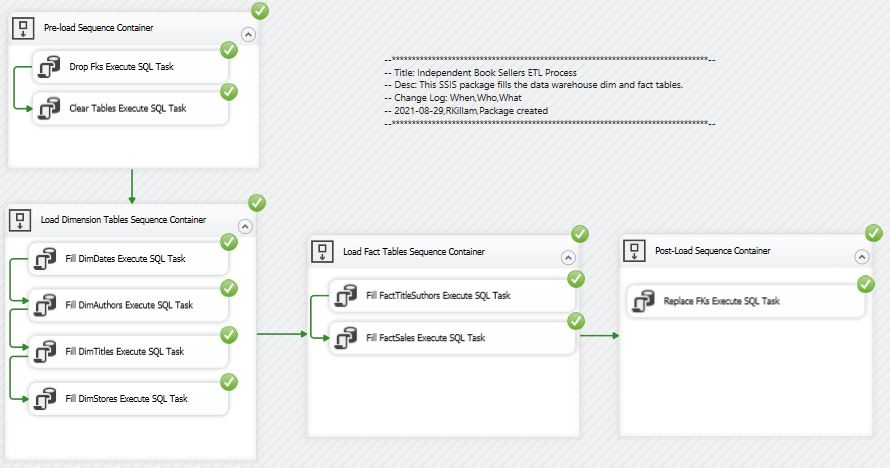 Pre-load Sequence Container
Drop Fks Execute SQL Task
Clear Tables Execute SQL Task
--*************************************************************************--
-- Title: Independent Book Sellers ETL Process
-- Desc: This SSIS package fills the data warehouse dim and fact tables.
-- Change Log: When,Who,What
-- 2021-08-29,RKillam,Package created
--*************************************************************************--
Load Dimension Tables Sequence Container
Fill DimDates Execute SQL Task
Fill DimAuthors Execute SQL Task
Fill DimTitles Execute SQL Task
Fill DimStores Execute SQL Task
Load Fact Tables Sequence Container
Fill FactTitleSuthors Execute SQL Task
Fill FactSales Execute SQL Task
Post-Load Sequence Container
Replace FKs Execute SQL Task